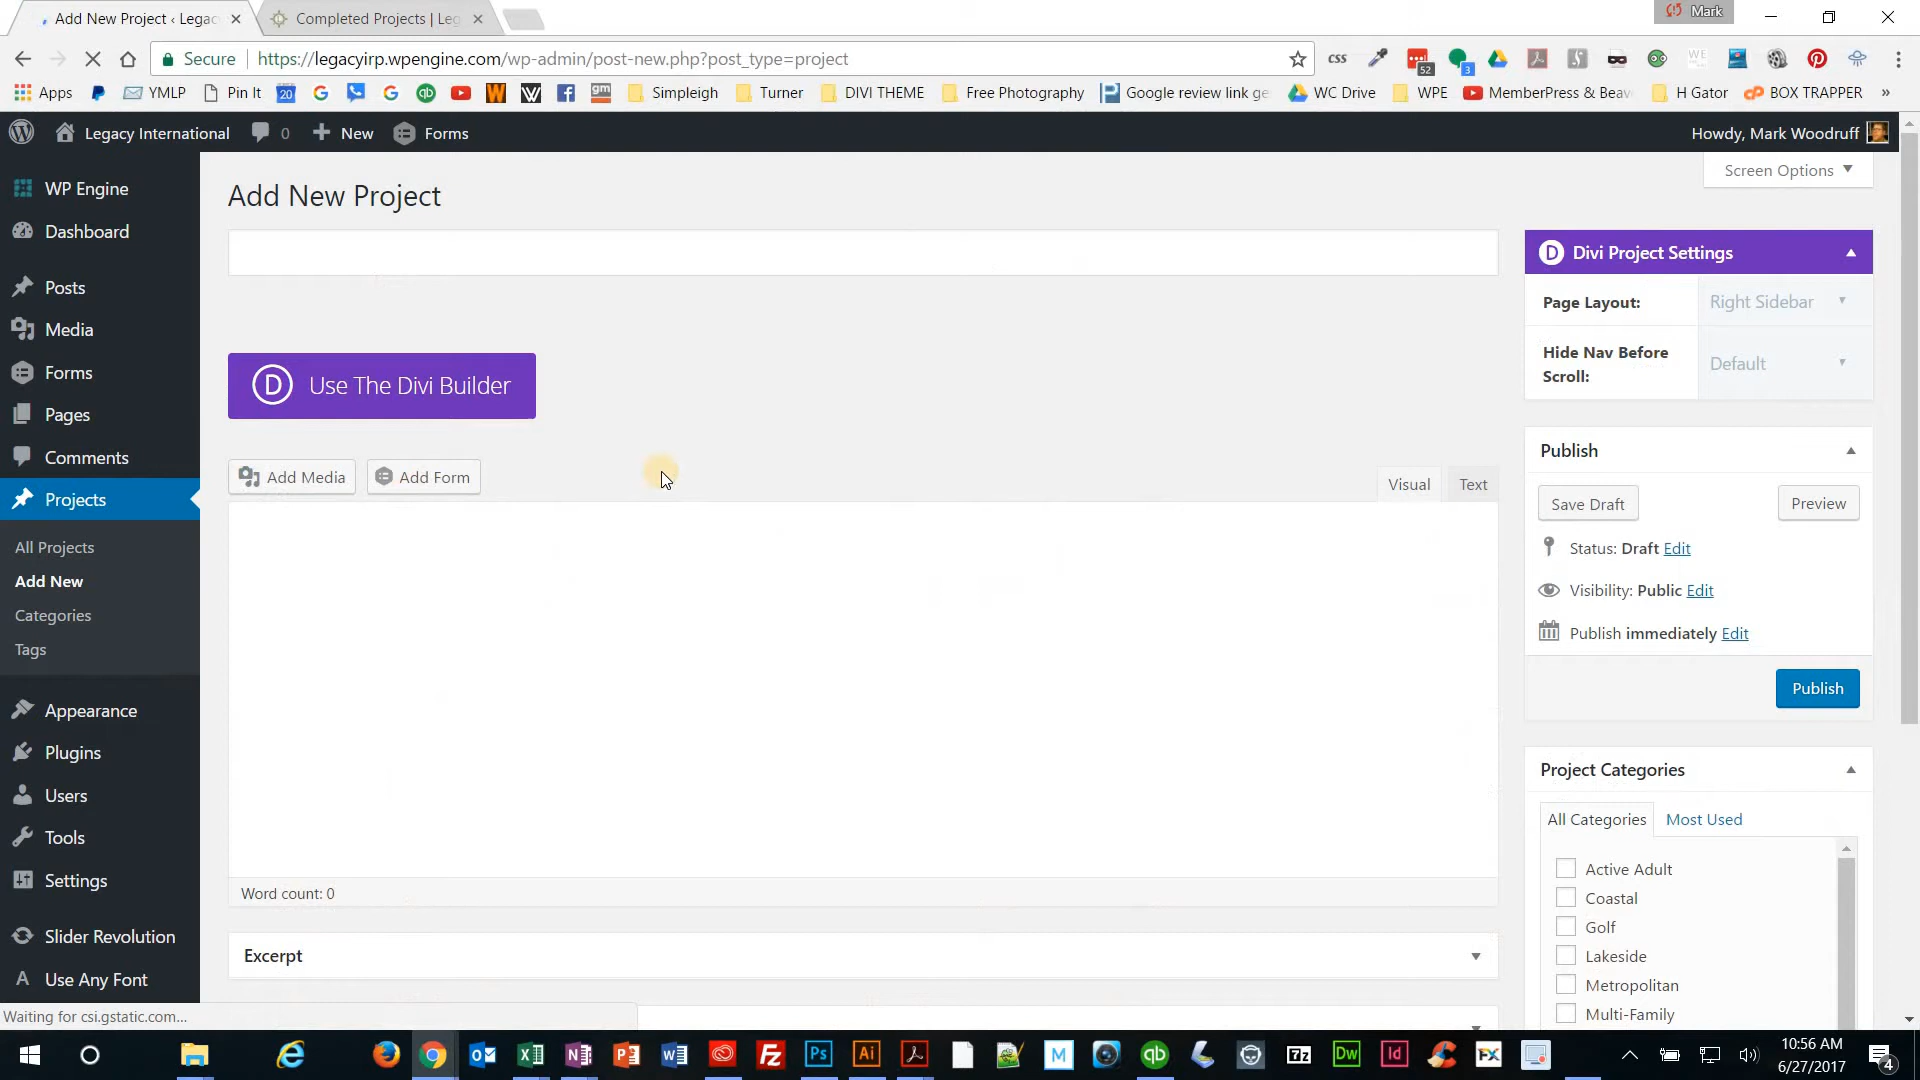 Add New Project ‹ Legac
Completed Projects | Leg
Mark
Secure
https://legacyirp.wpengine.com/wp-admin/post-new.php?post_type=project
css
52
3
Apps
YMLP
Pin It
20
Simpleigh
Turner
DIVI THEME
Free Photography
Google review link ge
WC Drive
WPE
MemberPress & Beav
H Gator
BOX TRAPPER
»
Legacy International
0
New
Forms
Howdy, Mark Woodruff
Screen Options
WP Engine
Dashboard
Posts
Media
Forms
Pages
Comments
Projects
All Projects
Add New
Categories
Tags
Appearance
Plugins
Users
Tools
Settings
Slider Revolution
Use Any Font
Add New Project
D Use The Divi Builder
Add Media
Add Form
Visual
Text
Word count: 0
Excerpt
D Divi Project Settings
Page Layout:
Right Sidebar
Hide Nav Before Scroll:
Default
Publish
Save Draft
Preview
Status: Draft Edit
Visibility: Public Edit
Publish immediately Edit
Publish
Project Categories
All Categories
Most Used
Active Adult
Coastal
Golf
Lakeside
Metropolitan
Multi-Family
Waiting for csi.gstatic.com...
10:56 AM
6/27/2017
4